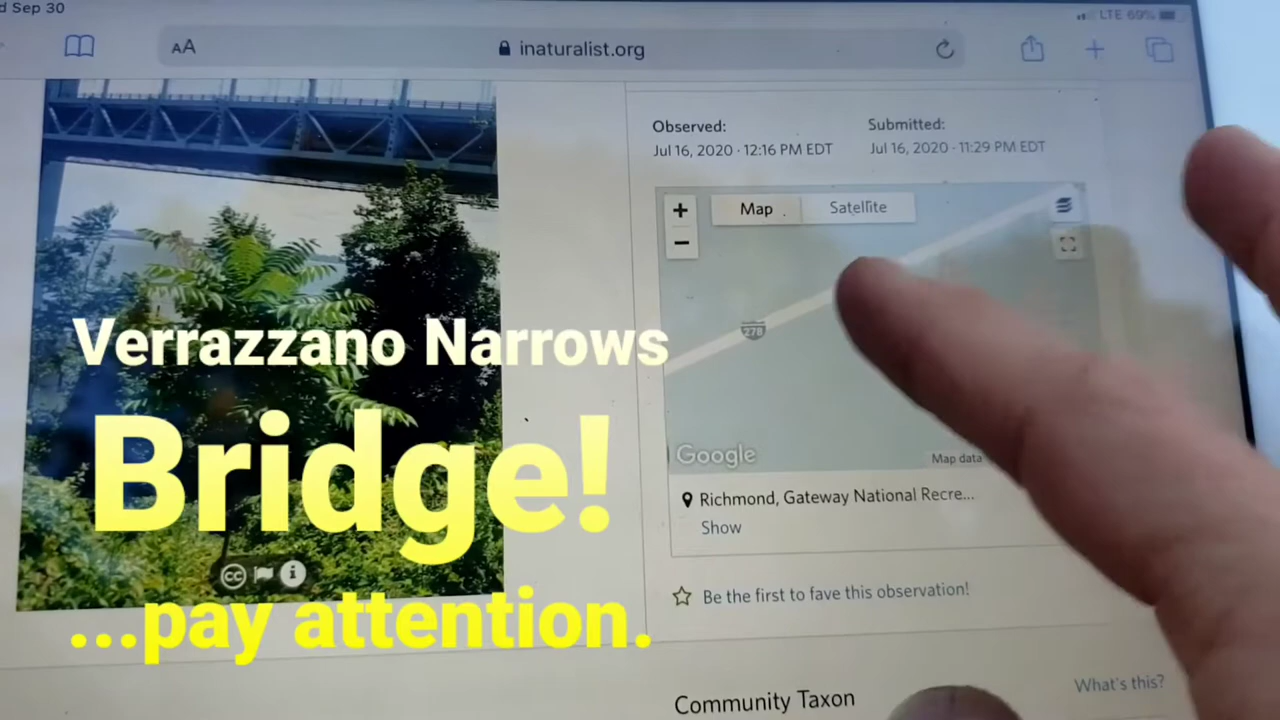 d Sep 30
LTE 69%
AA
inaturalist.org
Observed:
Submitted:
Jul 16, 2020 · 12:16 PM EDT
Jul 16, 2020 · 11:29 PM EDT
+
Map
Satellite
−
278
Google
Map data
Richmond, Gateway National Recre...
Show
Verrazzano Narrows
Bridge!
...pay attention.
cc
i
Be the first to fave this observation!
What's this?
Community Taxon